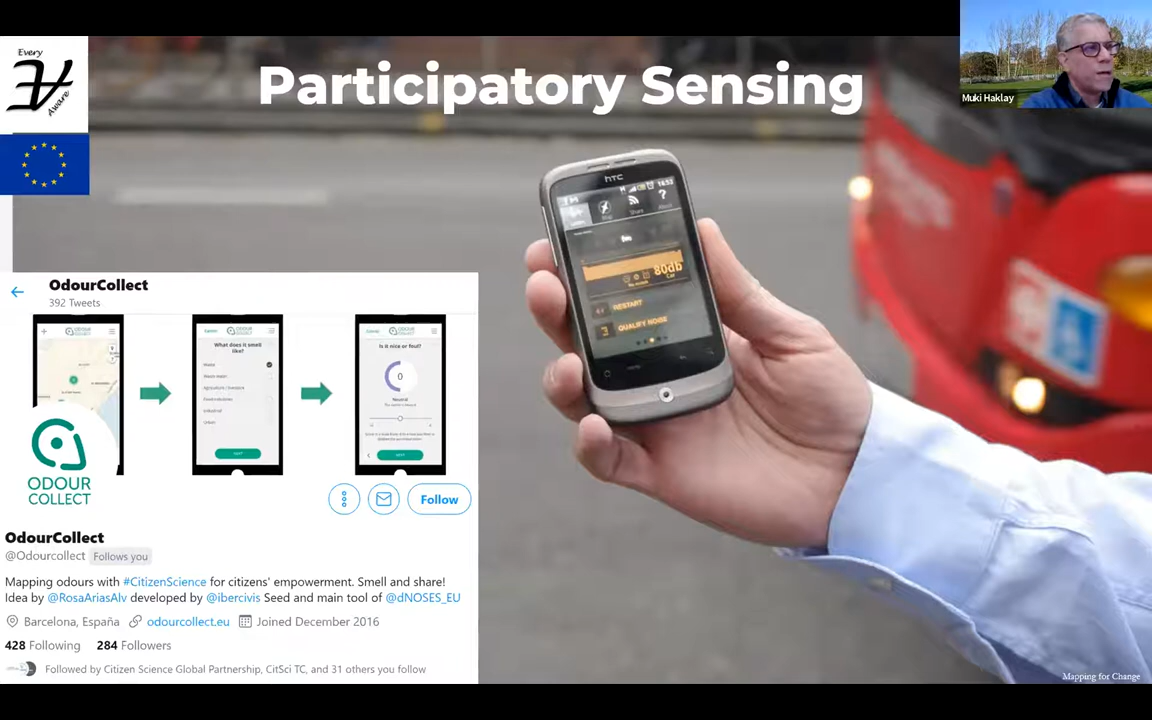 Every
Aware
Participatory Sensing
Muki Haklay
hTC
80db
Car
RESTART
QUALIFY NOISE
OdourCollect
392 Tweets
ODOUR COLLECT
What does it smell like?
Is it nice or foul?
0
Neutral
ODOUR
COLLECT
Follow
OdourCollect
@Odourcollect Follows you
Mapping odours with #CitizenScience for citizens' empowerment. Smell and share!
Idea by @RosaAriasAlv developed by @ibercivis Seed and main tool of @dNOSES_EU
Barcelona, España odourcollect.eu Joined December 2016
428 Following 284 Followers
Followed by Citizen Science Global Partnership, CitSci TC, and 31 others you follow
Mapping for Change